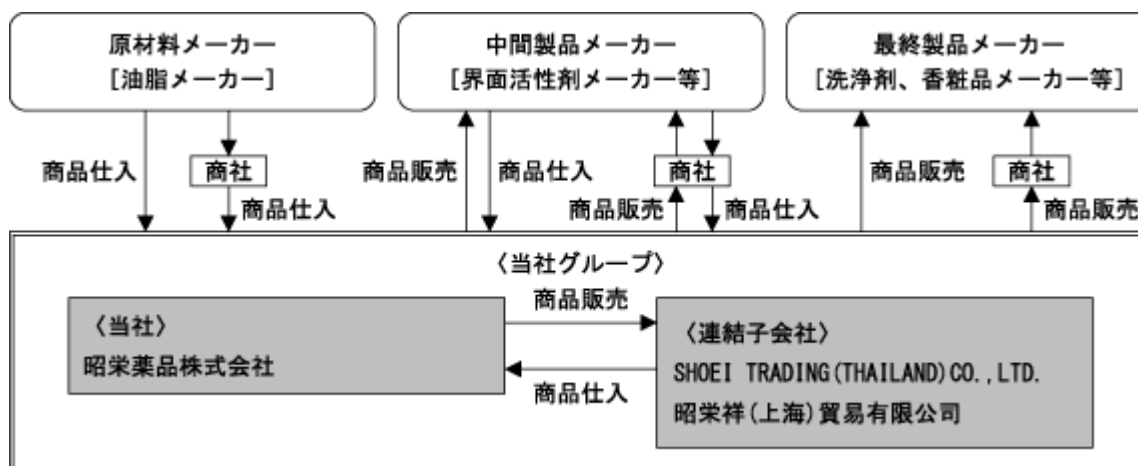 原材料メーカー
[油脂メーカー]
中間製品メーカー
[界面活性剤メーカー等]
最終製品メーカー
[洗浄剤、香粧品メーカー等]
商品仕入
商社
商品仕入
商品販売
商品仕入
商社
商品販売
商品仕入
商品販売
商社
商品販売
〈当社グループ〉
〈当社〉
昭栄薬品株式会社
商品販売
商品仕入
〈連結子会社〉
SHOEI TRADING(THAILAND)CO.,LTD.
昭栄祥(上海)貿易有限公司